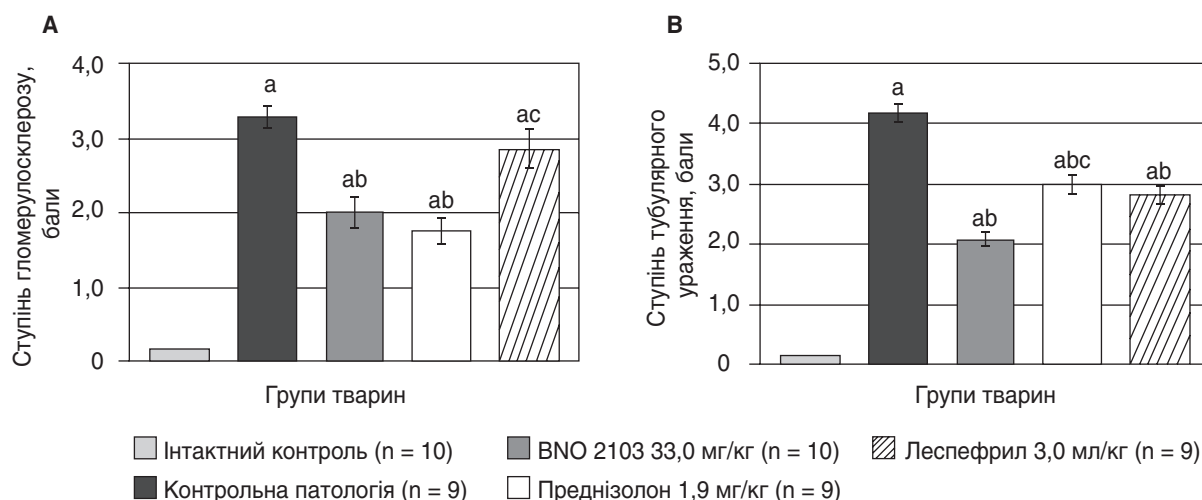 A
Ступінь гломерулосклерозу,
бали
4,0
3,0
2,0
1,0
0
a
ab
ab
ac
Групи тварин
B
Ступінь тубулярного
ураження, бали
5,0
4,0
3,0
2,0
1,0
0
a
ab
abc
ab
Групи тварин
Інтактний контроль (n = 10)
BNO 2103 33,0 мг/кг (n = 10)
Леспефрил 3,0 мл/кг (n = 9)
Контрольна патологія (n = 9)
Преднізолон 1,9 мг/кг (n = 9)